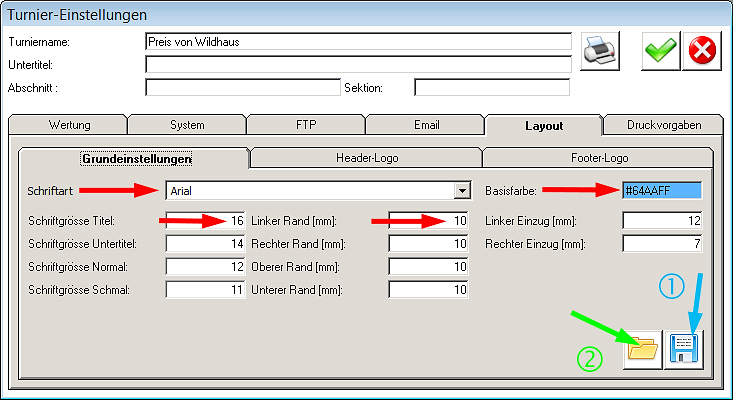 Turnier-Einstellungen
Turniername: Preis von Wildhaus
Untertitel:
Abschnitt : Sektion:
Wertung System FTP Email Layout Druckvorgaben
Grundeinstellungen Header-Logo Footer-Logo
Schriftart Arial Basisfarbe: #64AAFF
Schriftgrösse Titel: 16 Linker Rand [mm]: 10 Linker Einzug [mm]: 12
Schriftgrösse Untertitel: 14 Rechter Rand [mm]: 10 Rechter Einzug [mm]: 7
Schriftgrösse Normal: 12 Oberer Rand [mm]: 10
Schriftgrösse Schmal: 11 Unterer Rand [mm]: 10
①
②